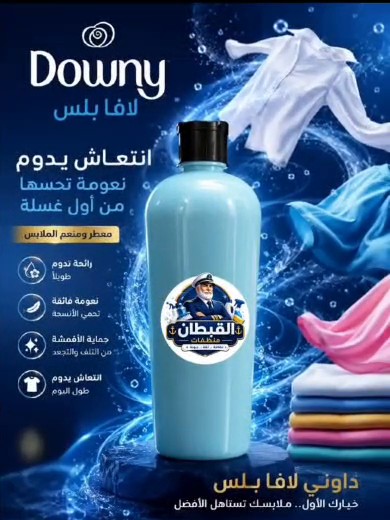 Downy
لافا بلس
انتعاش يدوم
نعومة تحسها
من أول غسلة
معطر ومنعم الملابس
رائحة تدوم
طويلاً
نعومة فائقة
تحمي الأنسجة
حماية الأقمشة
من التلف والتجعد
انتعاش يدوم
طول اليوم
القبطان
منظفات
داوني لافا بلس
خيارك الأول.. ملابسك تستاهل الأفضل